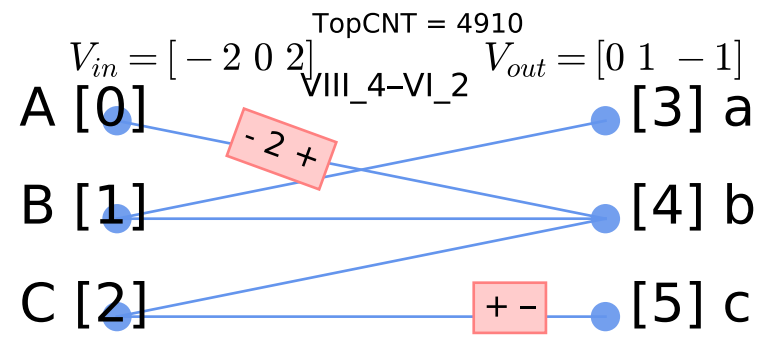 TopCNT = 4910
V_in = [ − 2 0 2] V_out = [0 1 − 1]
VIII_4–VI_2
A [0] [3] a
- 2 +
B [1] [4] b
C [2] + – [5] c